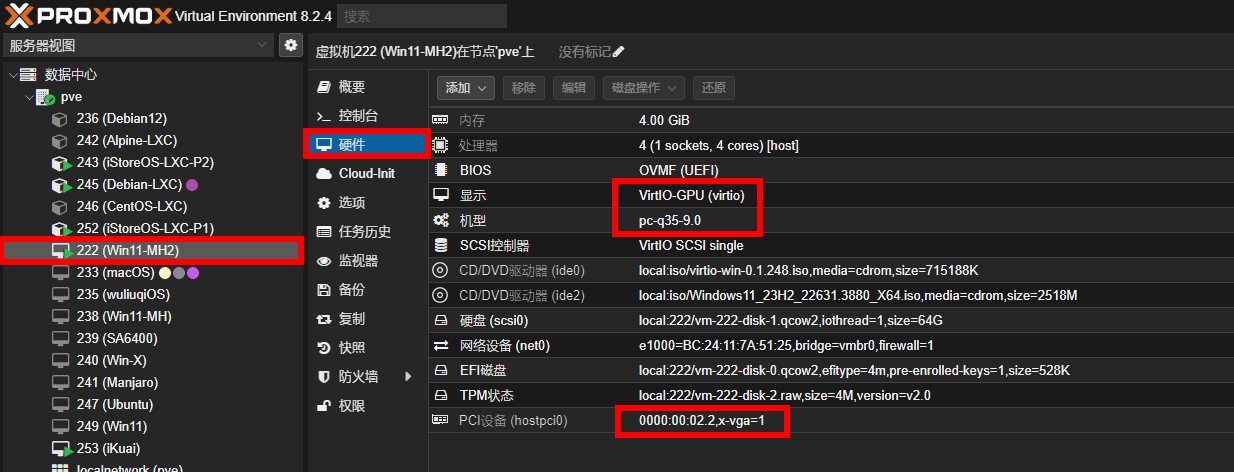 PROXMOX Virtual Environment 8.2.4 搜索
服务器视图
数据中心
pve
236 (Debian12)
242 (Alpine-LXC)
243 (iStoreOS-LXC-P2)
245 (Debian-LXC)
246 (CentOS-LXC)
252 (iStoreOS-LXC-P1)
222 (Win11-MH2)
233 (macOS)
235 (wuliuqiOS)
238 (Win11-MH)
239 (SA6400)
240 (Win-X)
241 (Manjaro)
247 (Ubuntu)
249 (Win11)
253 (iKuai)
localnetwork (pve)
虚拟机222 (Win11-MH2)在节点'pve'上 没有标记
概要
控制台
硬件
Cloud-Init
选项
任务历史
监视器
备份
复制
快照
防火墙
权限
添加 移除 编辑 磁盘操作 还原
内存 4.00 GiB
处理器 4 (1 sockets, 4 cores) [host]
BIOS OVMF (UEFI)
显示 VirtIO-GPU (virtio)
机型 pc-q35-9.0
SCSI控制器 VirtIO SCSI single
CD/DVD驱动器 (ide0) local:iso/virtio-win-0.1.248.iso,media=cdrom,size=715188K
CD/DVD驱动器 (ide2) local:iso/Windows11_23H2_22631.3880_X64.iso,media=cdrom,size=2518M
硬盘 (scsi0) local:222/vm-222-disk-1.qcow2,iothread=1,size=64G
网络设备 (net0) e1000=BC:24:11:7A:51:25,bridge=vmbr0,firewall=1
EFI磁盘 local:222/vm-222-disk-0.qcow2,efitype=4m,pre-enrolled-keys=1,size=528K
TPM状态 local:222/vm-222-disk-2.raw,size=4M,version=v2.0
PCI设备 (hostpci0) 0000:00:02.2,x-vga=1